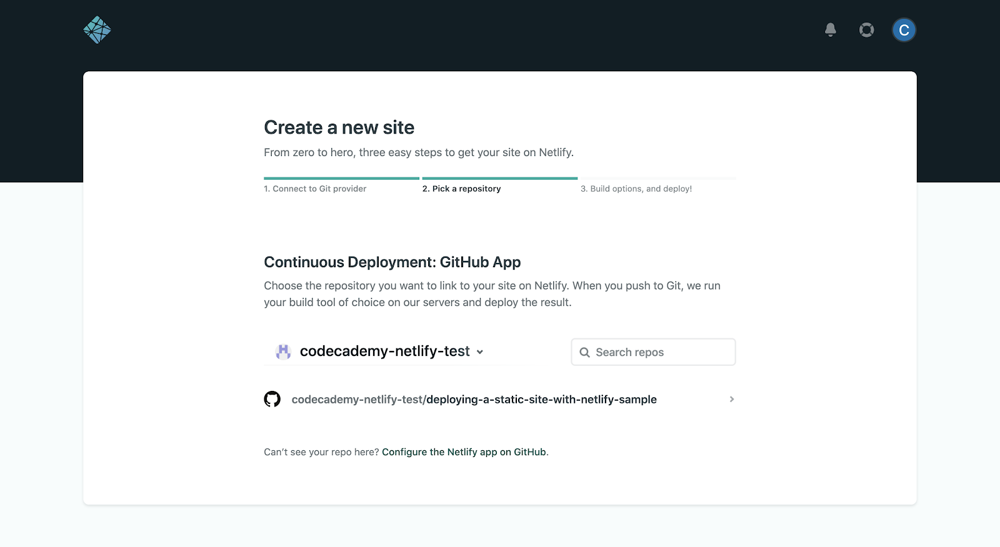 C
Create a new site
From zero to hero, three easy steps to get your site on Netlify.
1. Connect to Git provider
2. Pick a repository
3. Build options, and deploy!
Continuous Deployment: GitHub App
Choose the repository you want to link to your site on Netlify. When you push to Git, we run
your build tool of choice on our servers and deploy the result.
codecademy-netlify-test
Search repos
codecademy-netlify-test/deploying-a-static-site-with-netlify-sample
Can't see your repo here? Configure the Netlify app on GitHub.